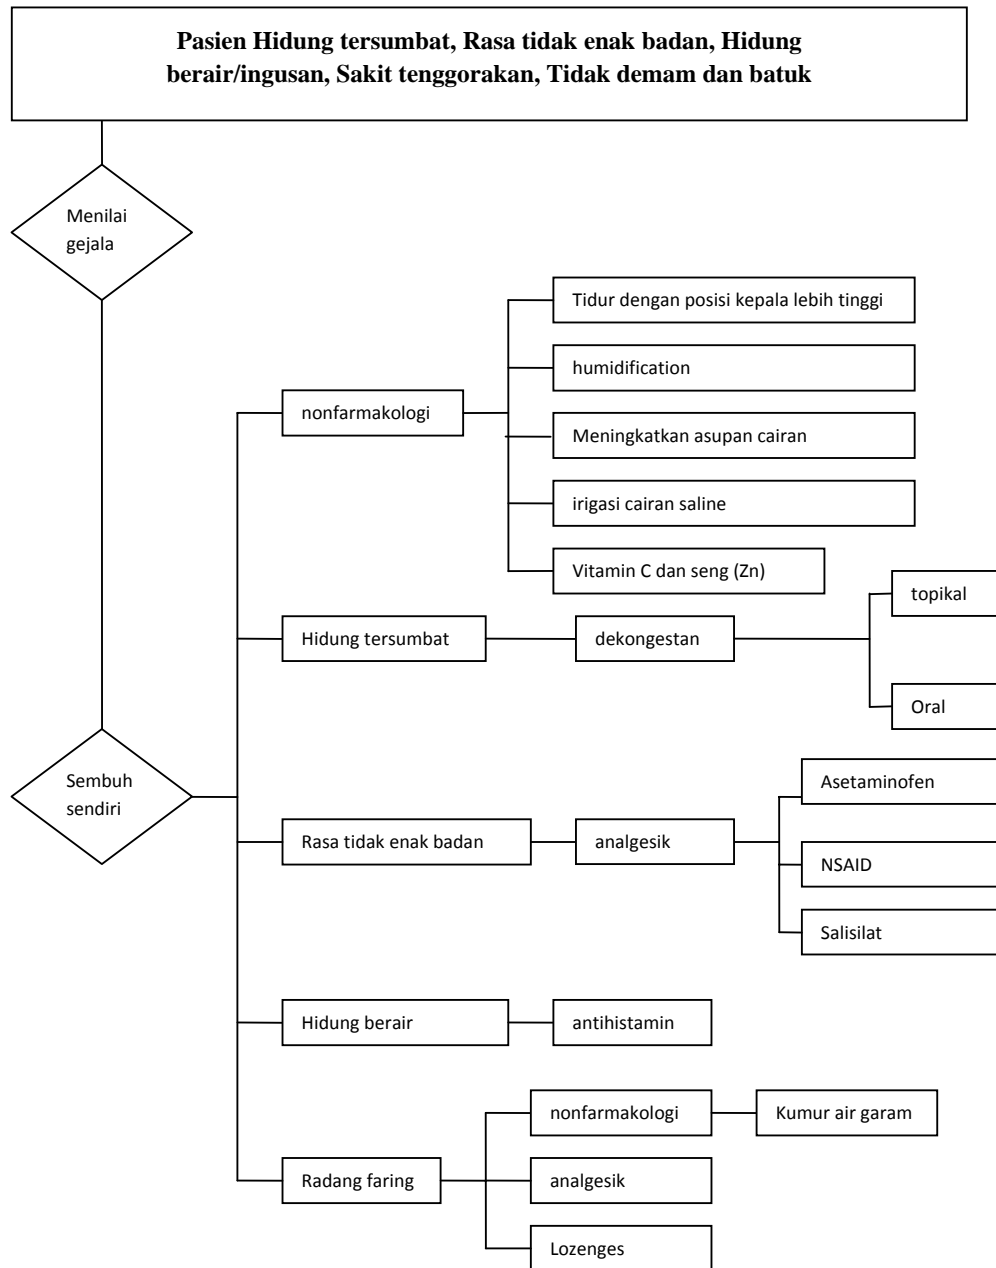 Pasien Hidung tersumbat, Rasa tidak enak badan, Hidung
berair/ingusan, Sakit tenggorakan, Tidak demam dan batuk
Menilai
gejala
Tidur dengan posisi kepala lebih tinggi
humidification
nonfarmakologi
Meningkatkan asupan cairan
irigasi cairan saline
Vitamin C dan seng (Zn)
topikal
Hidung tersumbat
dekongestan
Oral
Sembuh
sendiri
Asetaminofen
Rasa tidak enak badan
analgesik
NSAID
Salisilat
Hidung berair
antihistamin
nonfarmakologi
Kumur air garam
Radang faring
analgesik
Lozenges